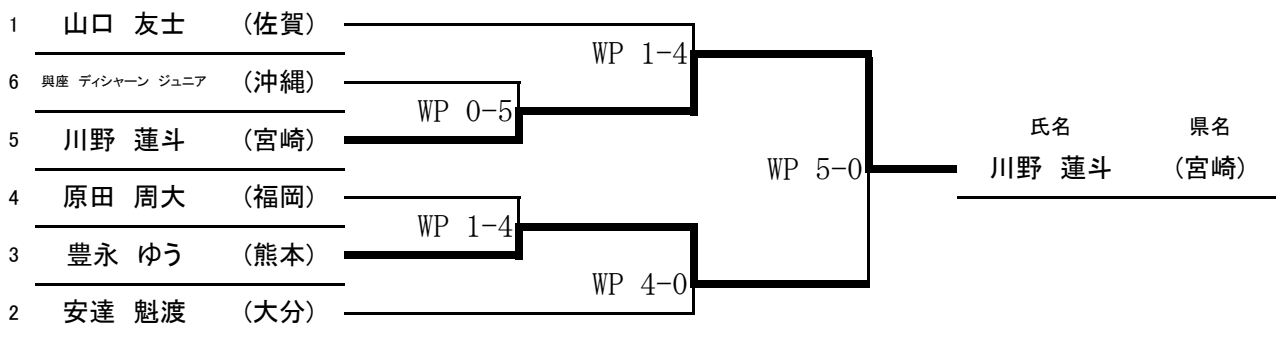 1 山口 友士 (佐賀)
WP 1-4
6 與座 ディシャーン ジュニア (沖縄)
WP 0-5
5 川野 蓮斗 (宮崎)
氏名 県名
WP 5-0
川野 蓮斗 (宮崎)
4 原田 周大 (福岡)
WP 1-4
3 豊永 ゆう (熊本)
WP 4-0
2 安達 魁渡 (大分)